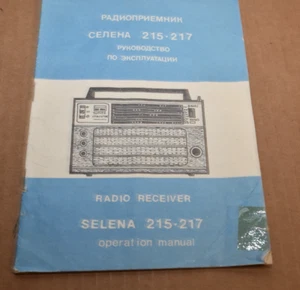 РАДИОПРИЕМНИК
СЕЛЕНА 215-217
РУКОВОДСТВО
ПО ЭКСПЛУАТАЦИИ
RADIO RECEIVER
SELENA 215-217
operation manual